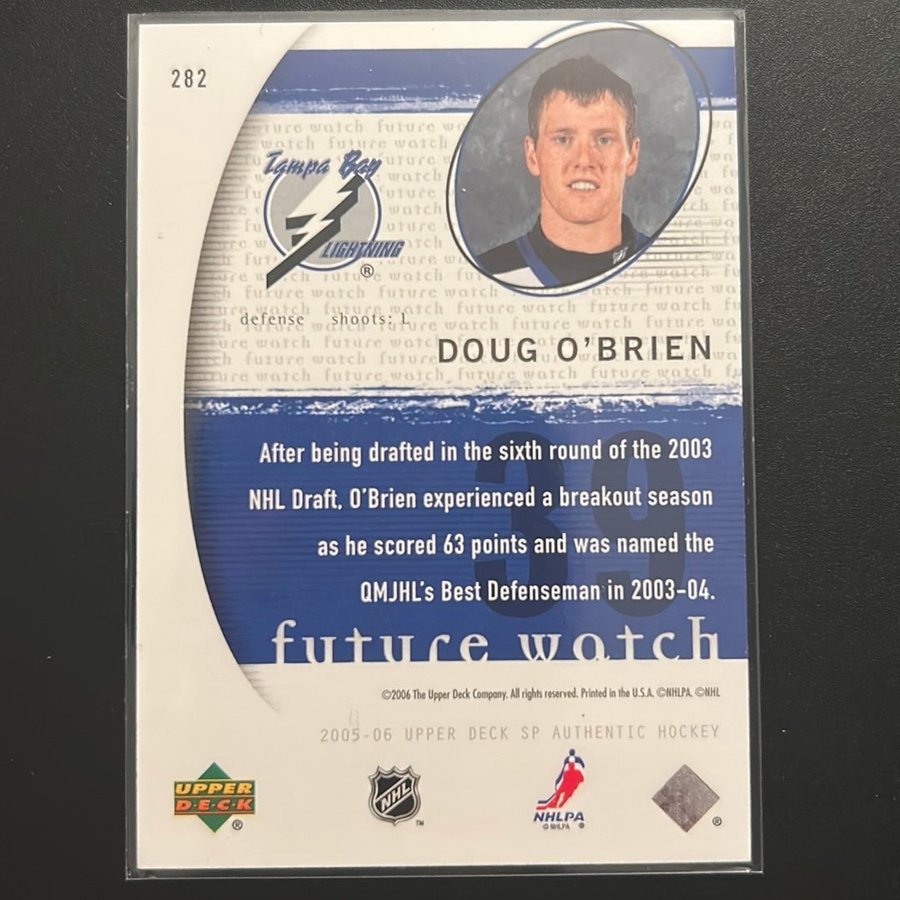 282
Tampa Bay
LIGHTNING
®
defense shoots: L
DOUG O'BRIEN
39
After being drafted in the sixth round of the 2003
NHL Draft, O'Brien experienced a breakout season
as he scored 63 points and was named the
QMJHL's Best Defenseman in 2003-04.
future watch
©2006 The Upper Deck Company. All rights reserved. Printed in the U.S.A. ©NHLPA. ©NHL
2005-06 UPPER DECK SP AUTHENTIC HOCKEY
UPPER
D·E·C·K
®
NHL
TM
NHLPA
© NHLPA ®
®